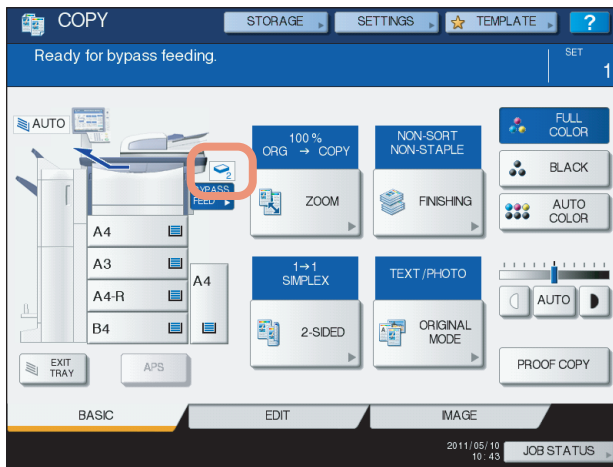 COPY
STORAGE
SETTINGS
TEMPLATE
?
Ready for bypass feeding.
SET
1
AUTO
2
BYPASS
FEED
A4
A3
A4-R
B4
A4
EXIT
TRAY
APS
100 %
ORG → COPY
ZOOM
NON-SORT
NON-STAPLE
FINISHING
1→1
SIMPLEX
2-SIDED
TEXT/PHOTO
ORIGINAL
MODE
FULL
COLOR
BLACK
AUTO
COLOR
AUTO
PROOF COPY
BASIC
EDIT
IMAGE
2011/05/10
10:43
JOB STATUS